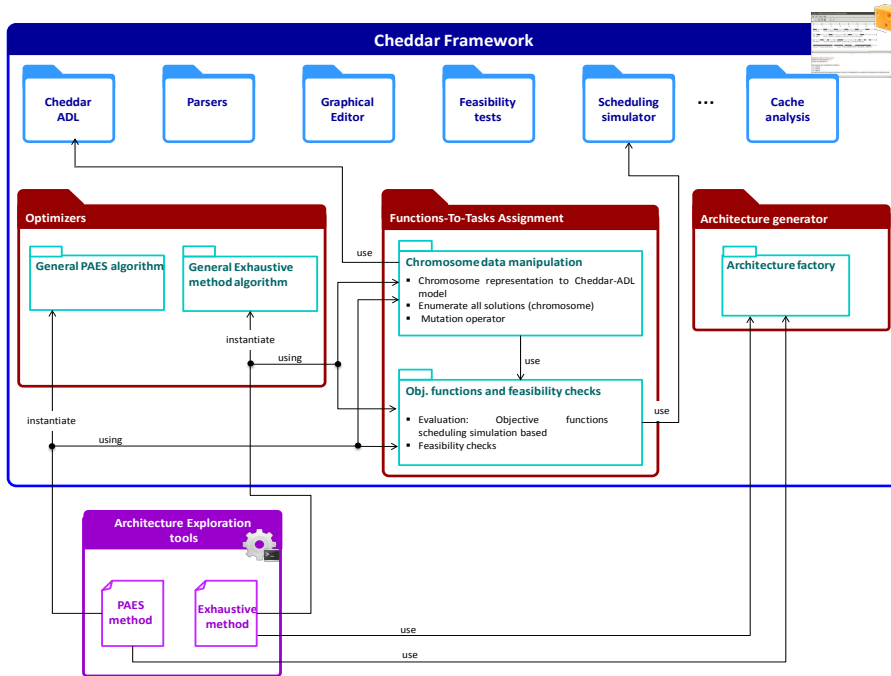 Cheddar Framework
Cheddar
ADL
Parsers
Graphical
Editor
Feasibility
tests
Scheduling
simulator
...
Cache
analysis
Optimizers
Functions-To-Tasks Assignment
Architecture generator
General PAES algorithm
General Exhaustive
method algorithm
use
Chromosome data manipulation
▪ Chromosome representation to Cheddar-ADL
model
▪ Enumerate all solutions (chromosome)
▪ Mutation operator
Architecture factory
instantiate
using
use
Obj. functions and feasibility checks
▪ Evaluation: Objective functions
scheduling simulation based
▪ Feasibility checks
use
instantiate
using
Architecture Exploration
tools
>_
PAES
method
Exhaustive
method
use
use